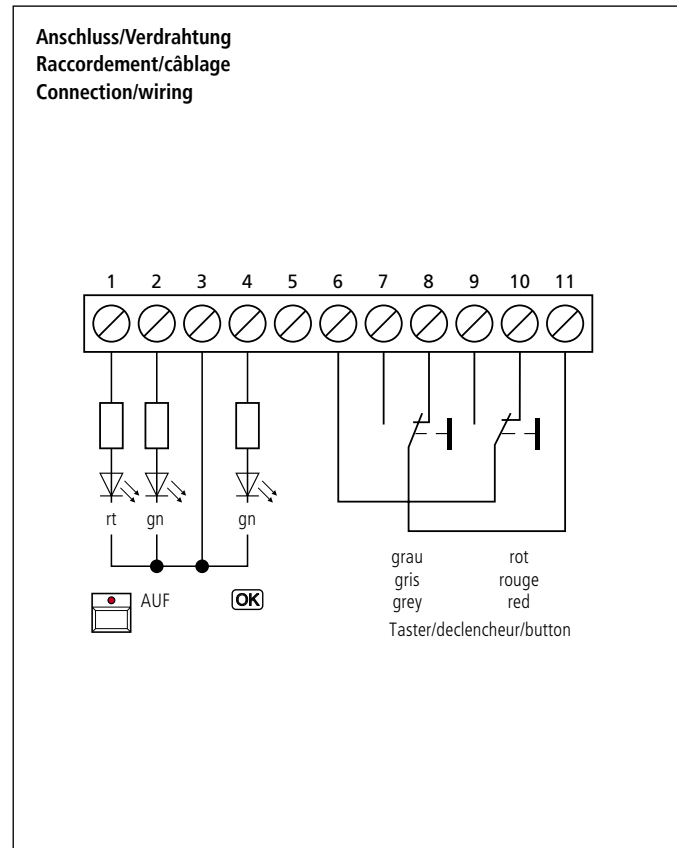 Anschluss/Verdrahtung
Raccordement/câblage
Connection/wiring
1 2 3 4 5 6 7 8 9 10 11
rt gn gn
AUF OK
grau rot
gris rouge
grey red
Taster/declencheur/button